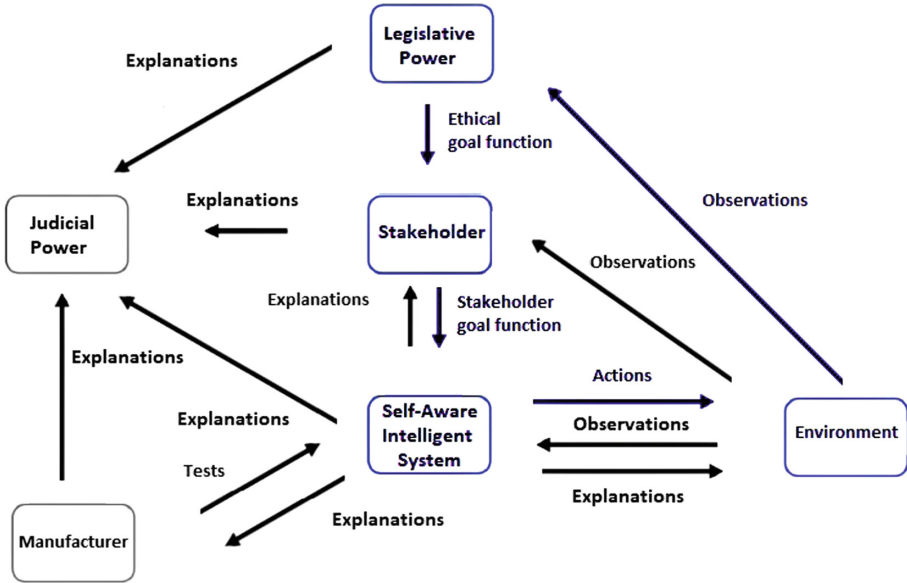 Legislative
Power
Explanations
Ethical
goal function
Observations
Explanations
Judicial
Power
Stakeholder
Observations
Explanations
Stakeholder
goal function
Explanations
Actions
Explanations
Self-Aware
Intelligent
System
Observations
Environment
Tests
Explanations
Explanations
Manufacturer